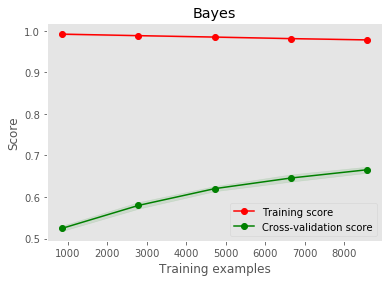 Bayes
1.0
0.9
0.8
0.7
0.6
0.5
Score
1000 2000 3000 4000 5000 6000 7000 8000
Training examples
Training score
Cross-validation score